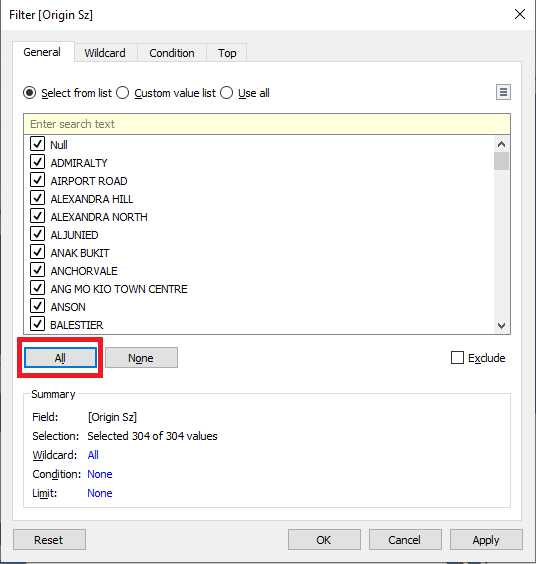 Filter [Origin Sz]
General Wildcard Condition Top
Select from list Custom value list Use all
Enter search text
Null
ADMIRALTY
AIRPORT ROAD
ALEXANDRA HILL
ALEXANDRA NORTH
ALJUNIED
ANAK BUKIT
ANCHORVALE
ANG MO KIO TOWN CENTRE
ANSON
BALESTIER
All None Exclude
Summary
Field: [Origin Sz]
Selection: Selected 304 of 304 values
Wildcard: All
Condition: None
Limit: None
Reset OK Cancel Apply